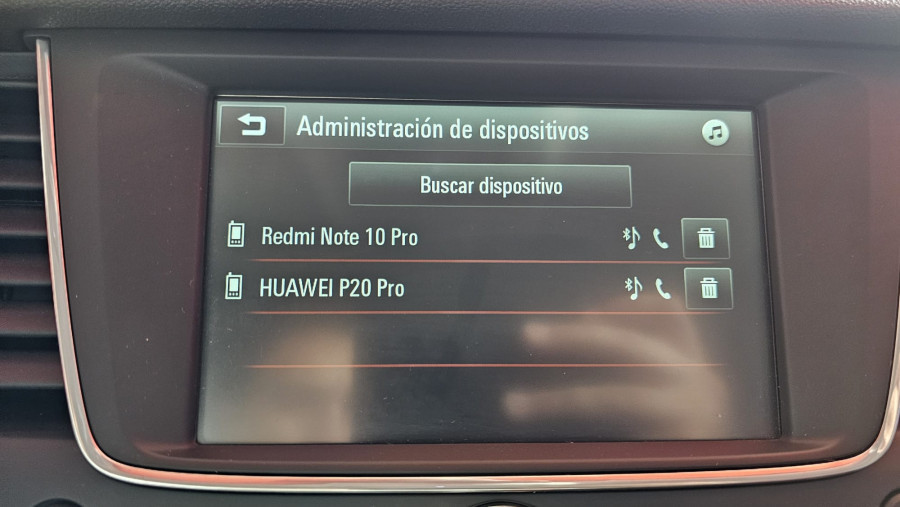 Administración de dispositivos
Buscar dispositivo
Redmi Note 10 Pro
HUAWEI P20 Pro